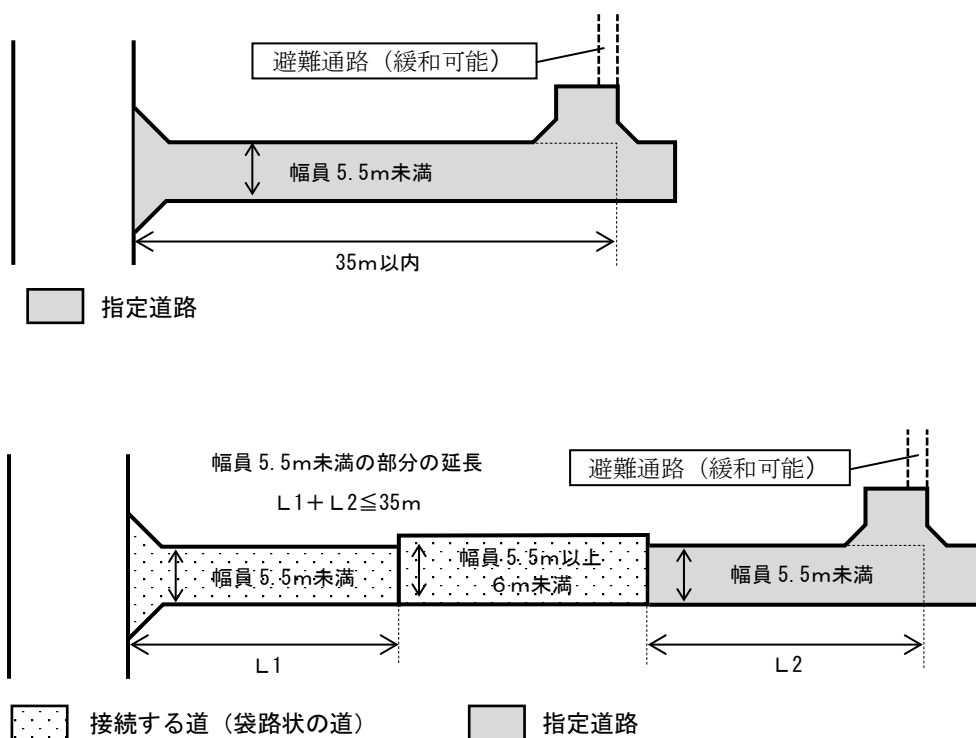 避難通路（緩和可能）
幅員 5.5ｍ未満
35ｍ以内
指定道路
幅員 5.5ｍ未満の部分の延長
Ｌ1＋Ｌ2≦35ｍ
避難通路（緩和可能）
幅員 5.5ｍ未満
幅員 5.5ｍ以上
６ｍ未満
幅員 5.5ｍ未満
Ｌ1
Ｌ2
接続する道（袋路状の道）
指定道路